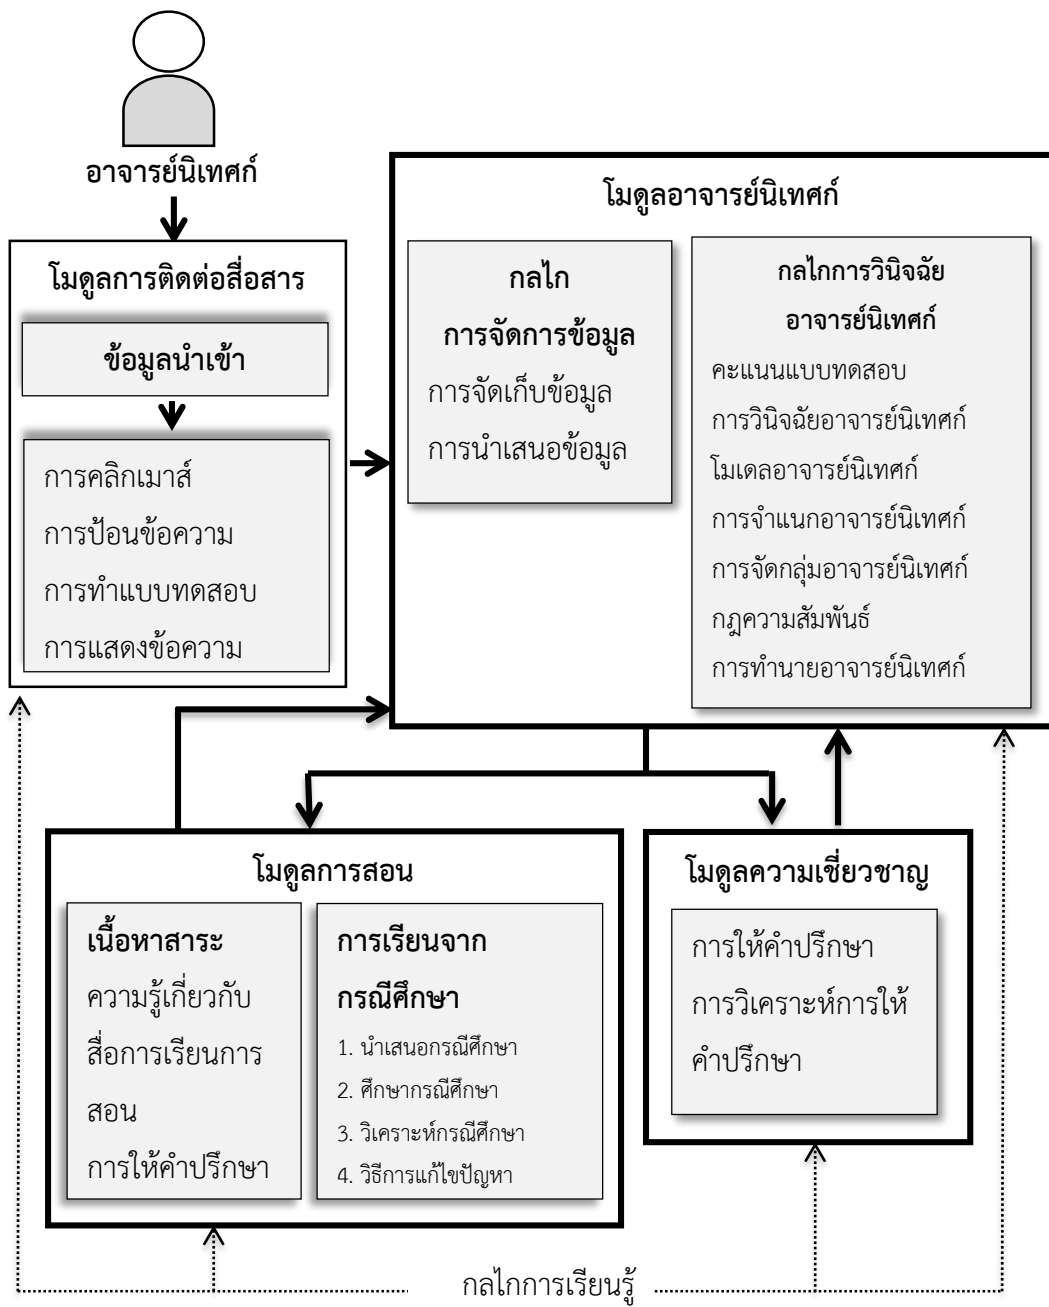 อาจารย์นิเทศก์
โมดูลการติดต่อสื่อสาร
ข้อมูลนำเข้า
การคลิกเมาส์
การป้อนข้อความ
การทำแบบทดสอบ
การแสดงข้อความ
โมดูลอาจารย์นิเทศก์
กลไก
การจัดการข้อมูล
การจัดเก็บข้อมูล
การนำเสนอข้อมูล
กลไกการวินิจฉัย
อาจารย์นิเทศก์
คะแนนแบบทดสอบ
การวินิจฉัยอาจารย์นิเทศก์
โมเดลอาจารย์นิเทศก์
การจำแนกอาจารย์นิเทศก์
การจัดกลุ่มอาจารย์นิเทศก์
กฎความสัมพันธ์
การทำนายอาจารย์นิเทศก์
โมดูลการสอน
เนื้อหาสาระ
ความรู้เกี่ยวกับ
สื่อการเรียนการ
สอน
การให้คำปรึกษา
การเรียนจาก
กรณีศึกษา
1. นำเสนอกรณีศึกษา
2. ศึกษากรณีศึกษา
3. วิเคราะห์กรณีศึกษา
4. วิธีการแก้ไขปัญหา
โมดูลความเชี่ยวชาญ
การให้คำปรึกษา
การวิเคราะห์การให้
คำปรึกษา
กลไกการเรียนรู้